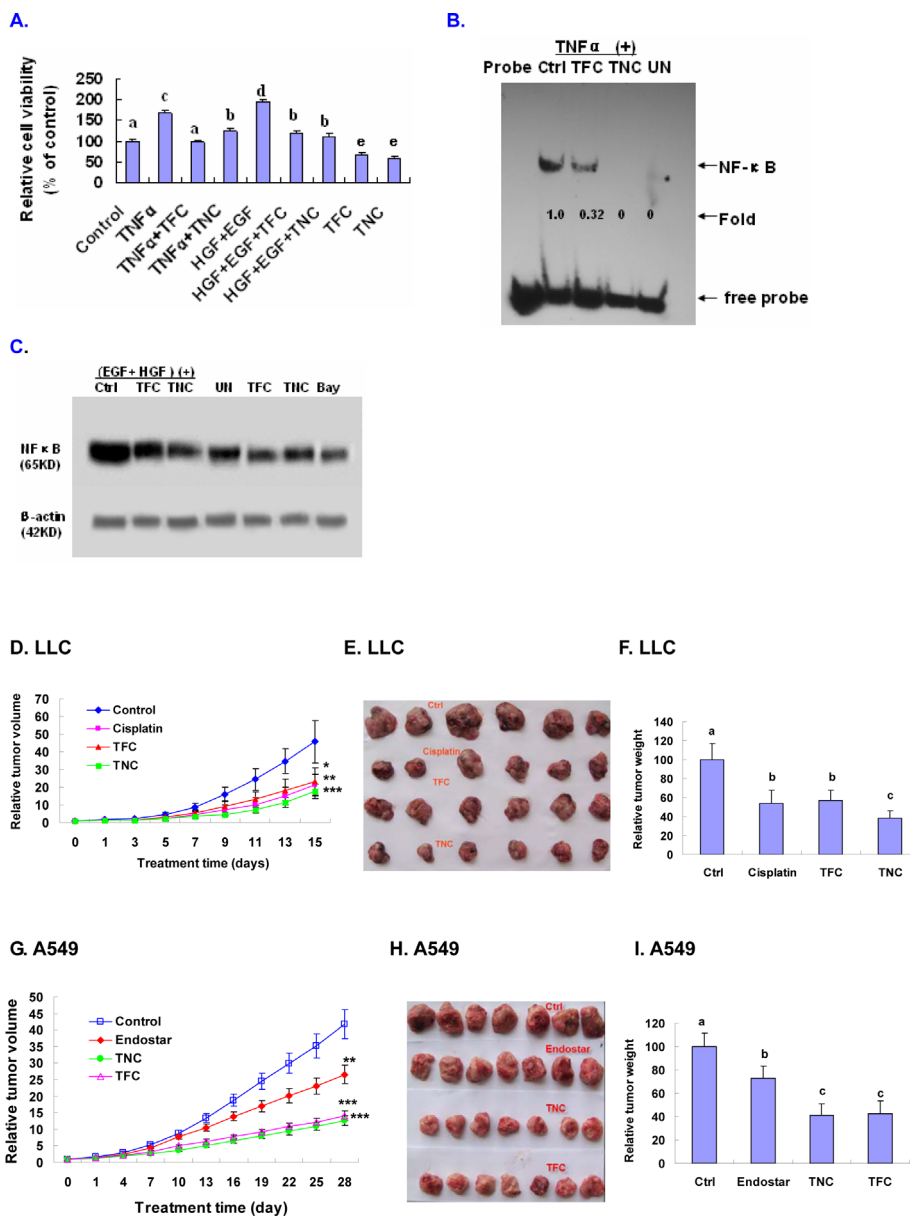 A.
Relative cell viability
(% of control)
250
200
150
100
50
0
a
c
a
b
d
b
b
e
e
Control
TNFα
TNFα+TFC
TNFα+TNC
HGF+EGF
HGF+EGF+TFC
HGF+EGF+TNC
TFC
TNC
B.
TNFα (+)
Probe Ctrl TFC TNC UN
NF-κB
1.0 0.32 0 0
Fold
free probe
C.
(EGF+ HGF) (+)
Ctrl TFC TNC UN TFC TNC Bay
NFκB
(65KD)
β-actin
(42KD)
D. LLC
Relative tumor volume
70
60
50
40
30
20
10
0
Control
Cisplatin
TFC
TNC
*
**
***
0 1 3 5 7 9 11 13 15
Treatment time (days)
E. LLC
Ctrl
Cisplatin
TFC
TNC
F. LLC
Relative tumor weight
140
120
100
80
60
40
20
0
a
b
b
c
Ctrl Cisplatin TFC TNC
G. A549
Relative tumor volume
50
45
40
35
30
25
20
15
10
5
0
Control
Endostar
TNC
TFC
**
***
***
0 1 4 7 10 13 16 19 22 25 28
Treatment time (day)
H. A549
Ctrl
Endostar
TNC
TFC
I. A549
Relative tumor weight
120
100
80
60
40
20
0
a
b
c
c
Ctrl Endostar TNC TFC